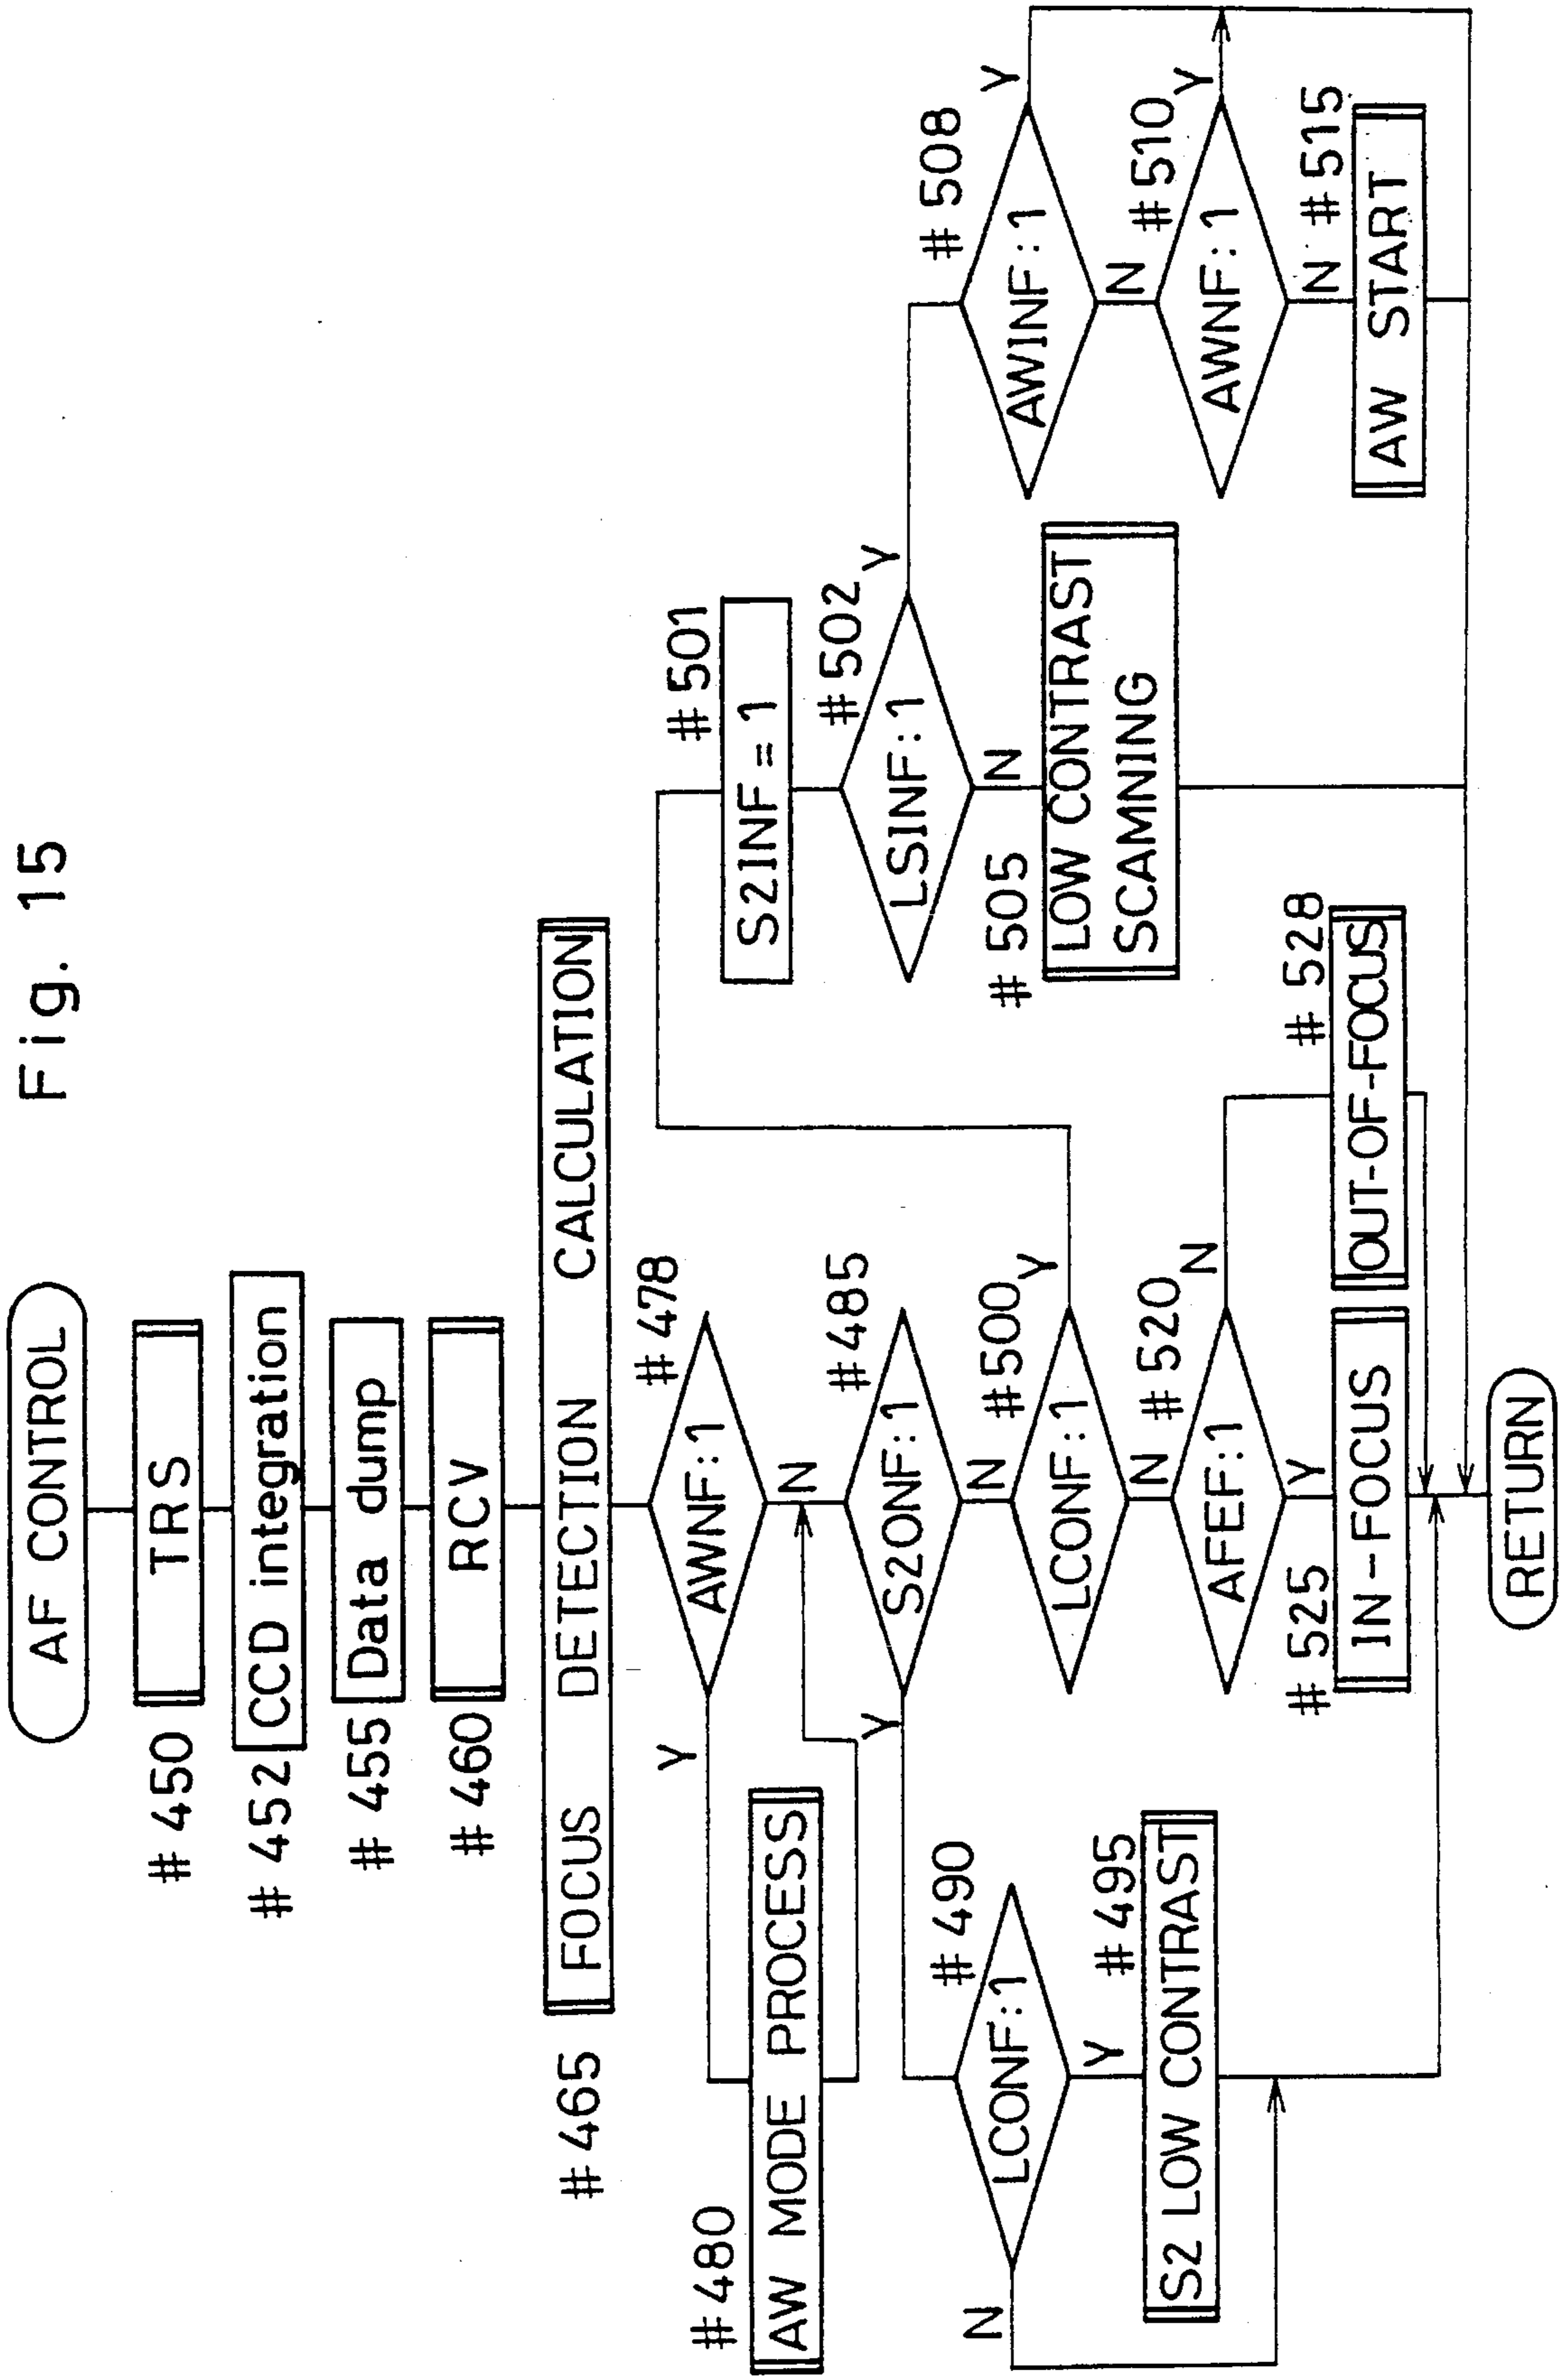 Fig. 15
AF CONTROL
#450
TRS
#452
CCD integration
#455
Data dump
#460
RCV
#465
FOCUS DETECTION CALCULATION
#478
AWNF:1
Y
N
#480
AW MODE PROCESS
#485
S2ONF:1
Y
N
#490
LCONF:1
N
Y
#495
S2 LOW CONTRAST
#500
LCONF:1
Y
N
#501
S2INF=1
#502
LSINF:1
Y
N
#505
LOW CONTRAST
SCAMNING
#508
AWINF:1
Y
N
#510
AWNF:1
Y
N
#515
AW START
#520
AFEF:1
N
Y
#525
IN-FOCUS
#528
OUT-OF-FOCUS
RETURN